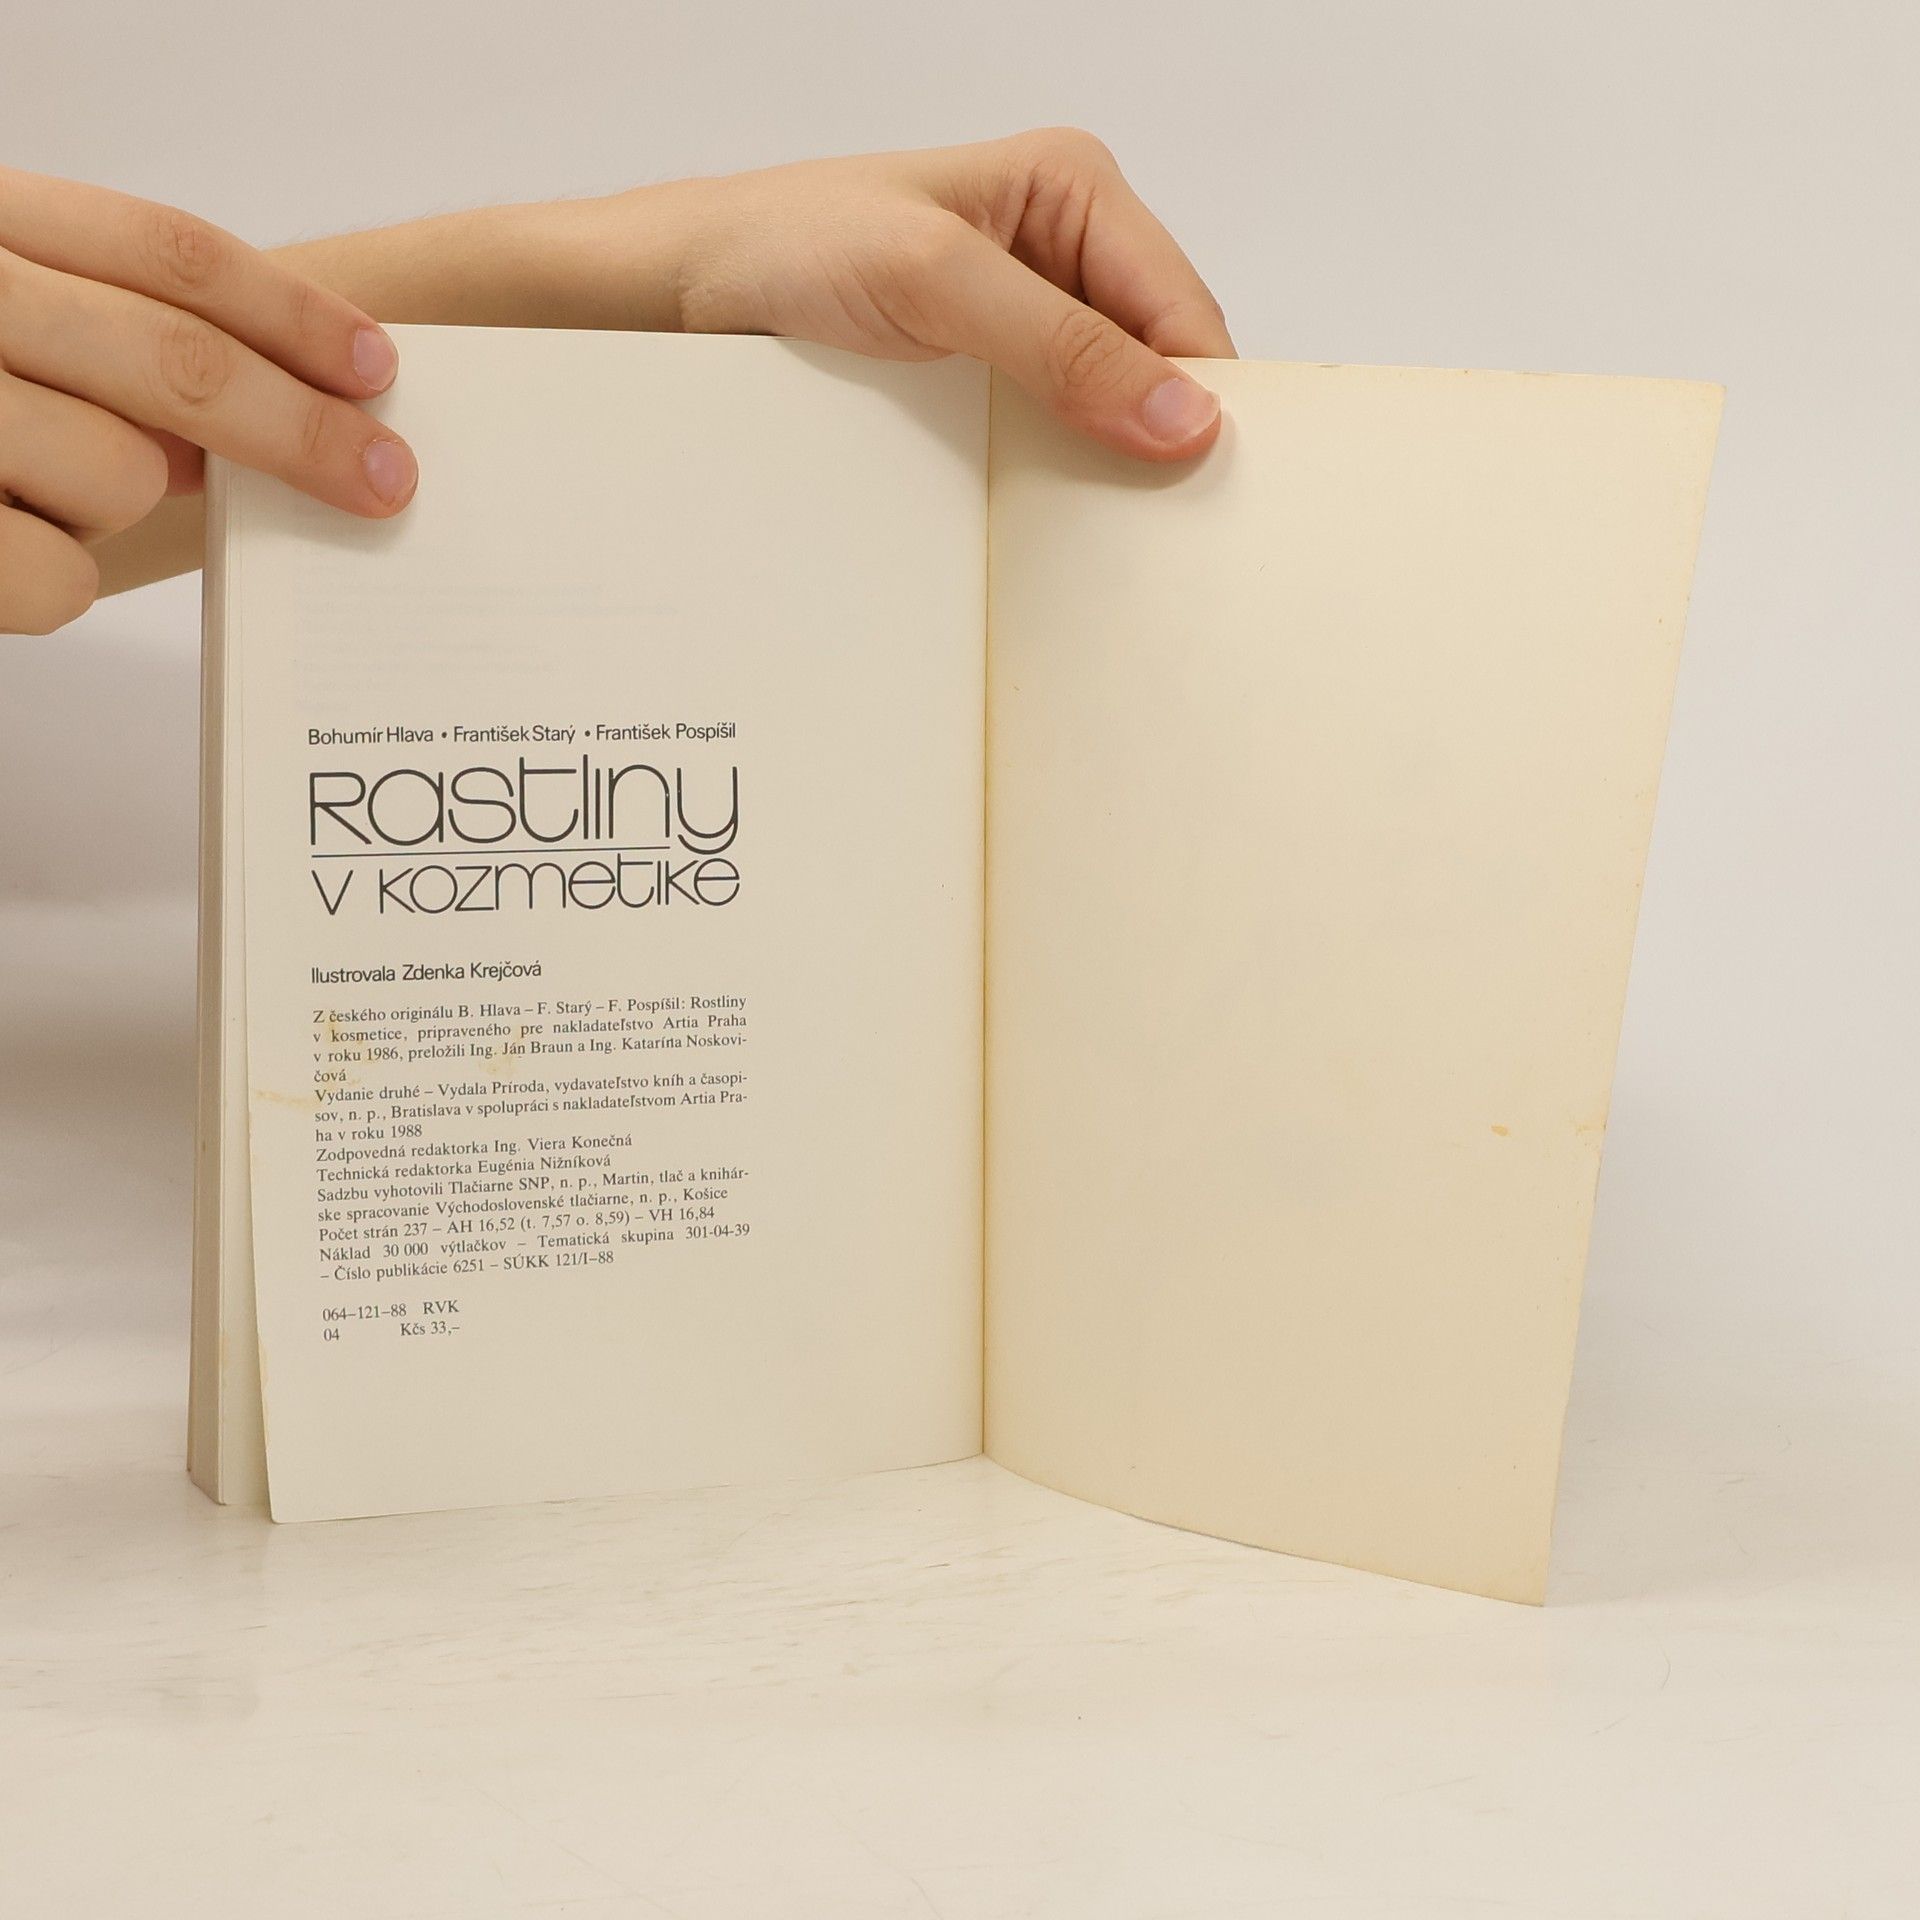 Bohumír Hlava • František Starý • František Pospíšil
Rastliny
v kozmetike
Ilustrovala Zdenka Krejčová
Z českého originálu B. Hlava – F. Starý – F. Pospíšil: Rostliny
v kosmetice, pripraveného pre nakladateľstvo Artia Praha
v roku 1986, preložili Ing. Ján Braun a Ing. Katarína Noskovi-
čová
Vydanie druhé – Vydala Príroda, vydavateľstvo kníh a časopi-
sov, n. p., Bratislava v spolupráci s nakladateľstvom Artia Pra-
ha v roku 1988
Zodpovedná redaktorka Ing. Viera Konečná
Technická redaktorka Eugénia Nižníková
Sadzbu vyhotovili Tlačiarne SNP, n. p., Martin, tlač a knihár-
ske spracovanie Východoslovenské tlačiarne, n. p., Košice
Počet strán 237 – AH 16,52 (t. 7,57 o. 8,59) – VH 16,84
Náklad 30 000 výtlačkov – Tematická skupina 301-04-39
– Číslo publikácie 6251 – SÚKK 121/I–88
064–121–88 RVK
04 Kčs 33,–